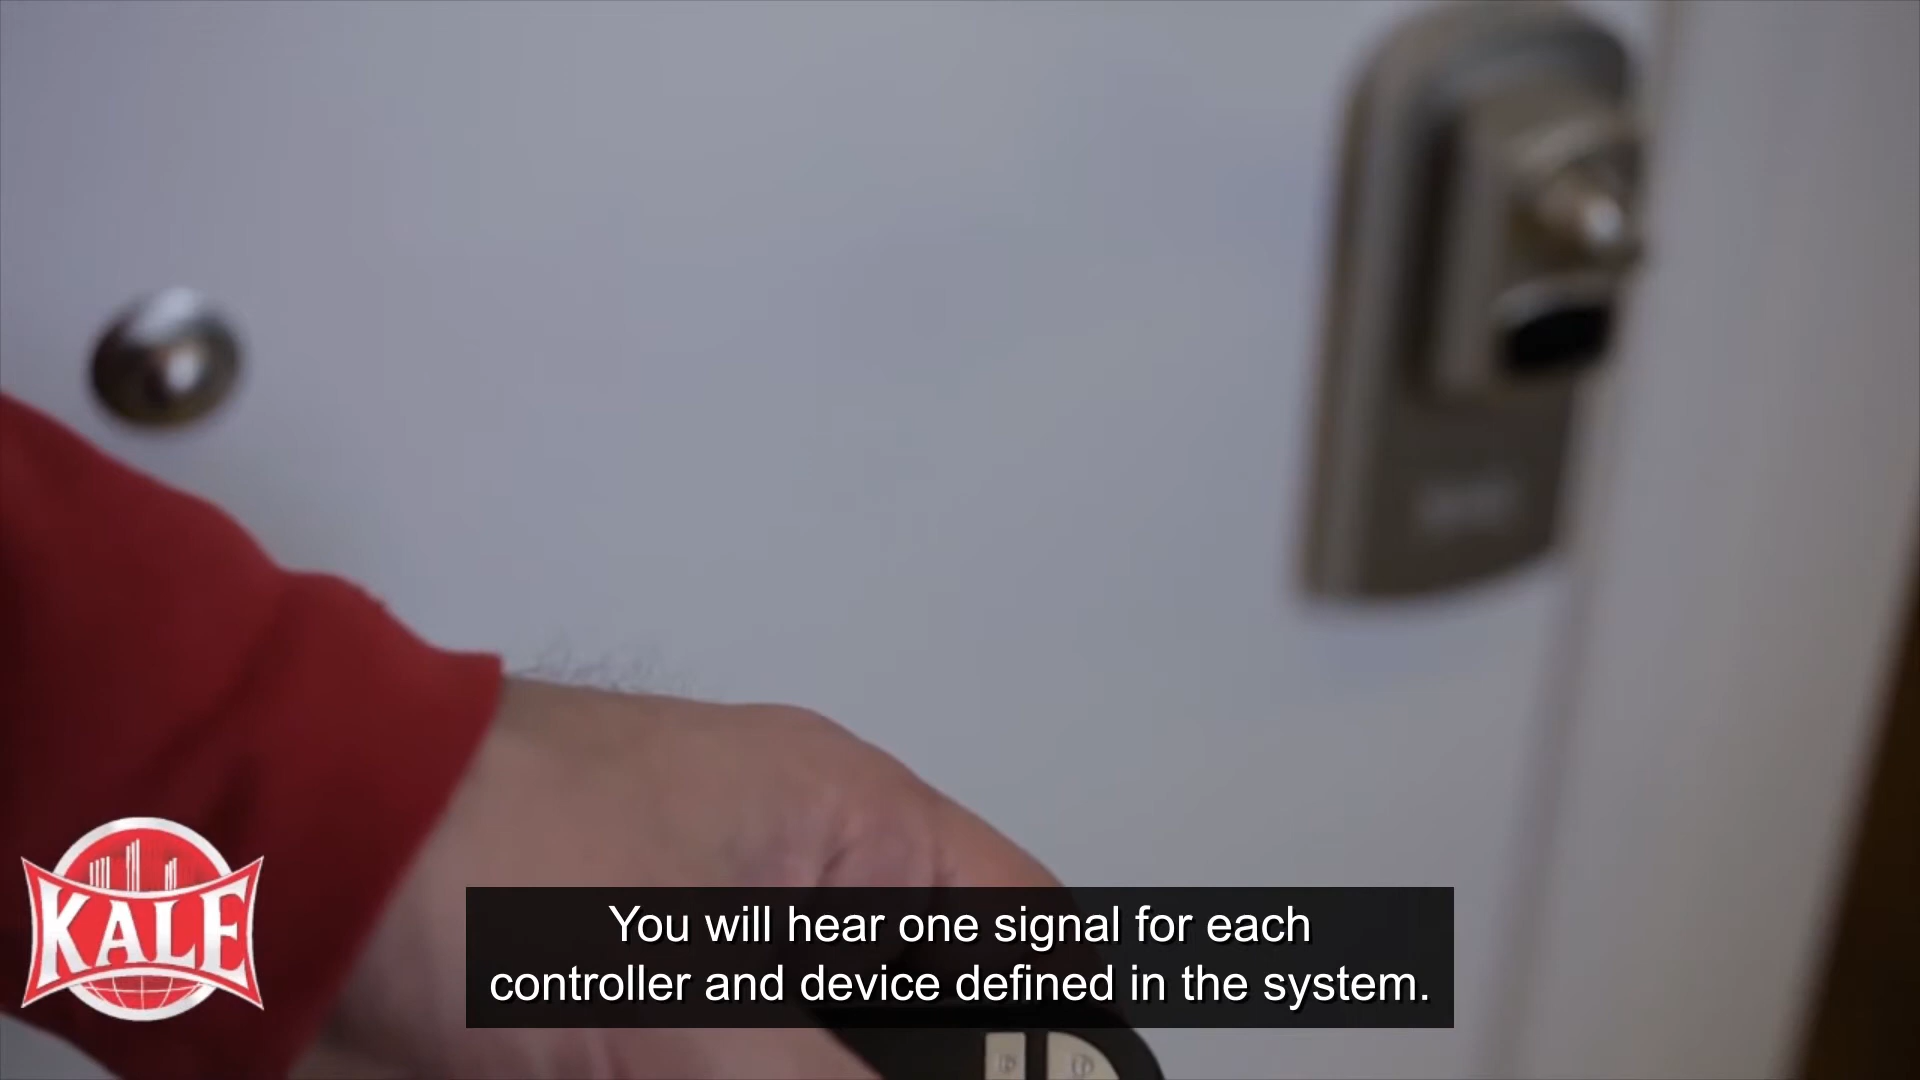 You will hear one signal for each
controller and device defined in the system.
KALE